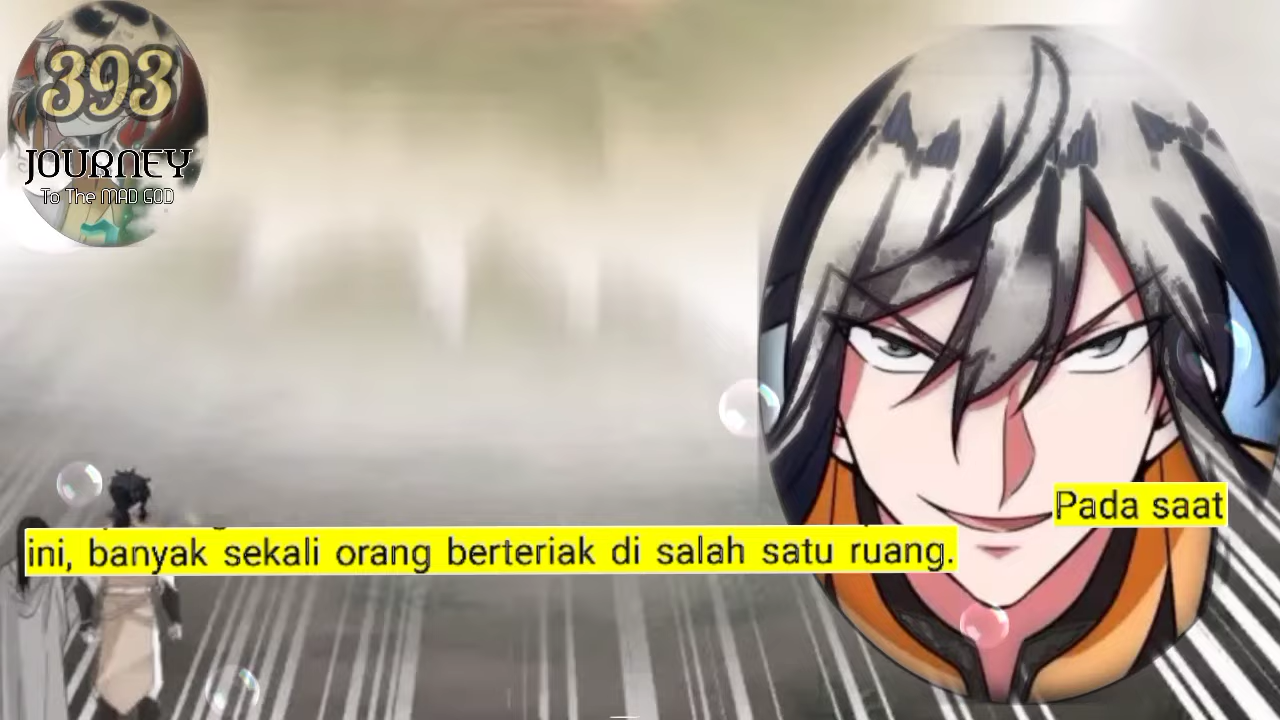 393
JOURNEY
To The MAD GOD
Pada saat
ini, banyak sekali orang berteriak di salah satu ruang.